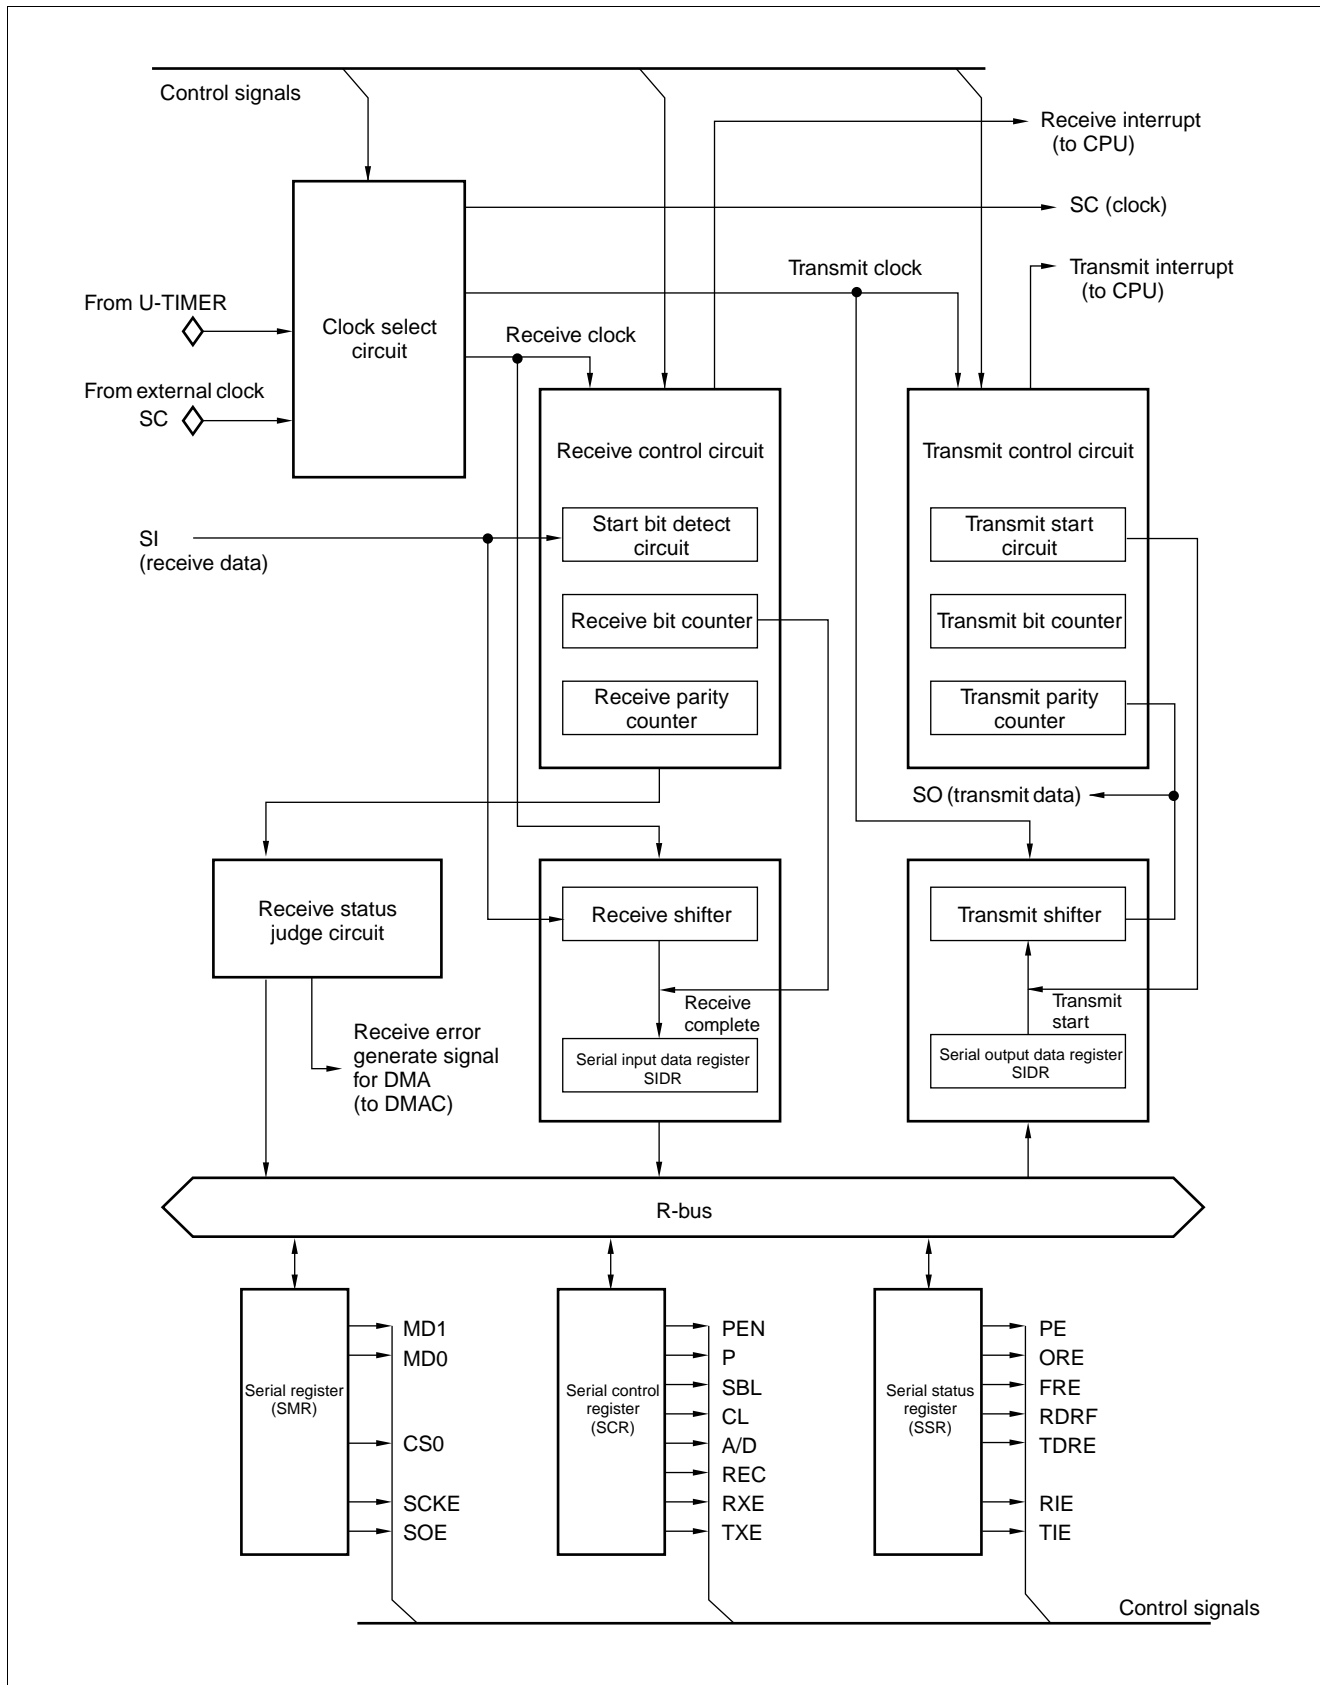 Control signals
Receive interrupt
(to CPU)
SC (clock)
Transmit clock
Transmit interrupt
(to CPU)
From U-TIMER
Clock select
circuit
Receive clock
From external clock
SC
Receive control circuit
Transmit control circuit
SI
(receive data)
Start bit detect
circuit
Transmit start
circuit
Receive bit counter
Transmit bit counter
Receive parity
counter
Transmit parity
counter
SO (transmit data)
Receive status
judge circuit
Receive shifter
Transmit shifter
Receive
complete
Transmit
start
Receive error
generate signal
for DMA
(to DMAC)
Serial input data register
SIDR
Serial output data register
SIDR
R-bus
Serial register
(SMR)
MD1
MD0
CS0
SCKE
SOE
Serial control
register
(SCR)
PEN
P
SBL
CL
A/D
REC
RXE
TXE
Serial status
register
(SSR)
PE
ORE
FRE
RDRF
TDRE
RIE
TIE
Control signals